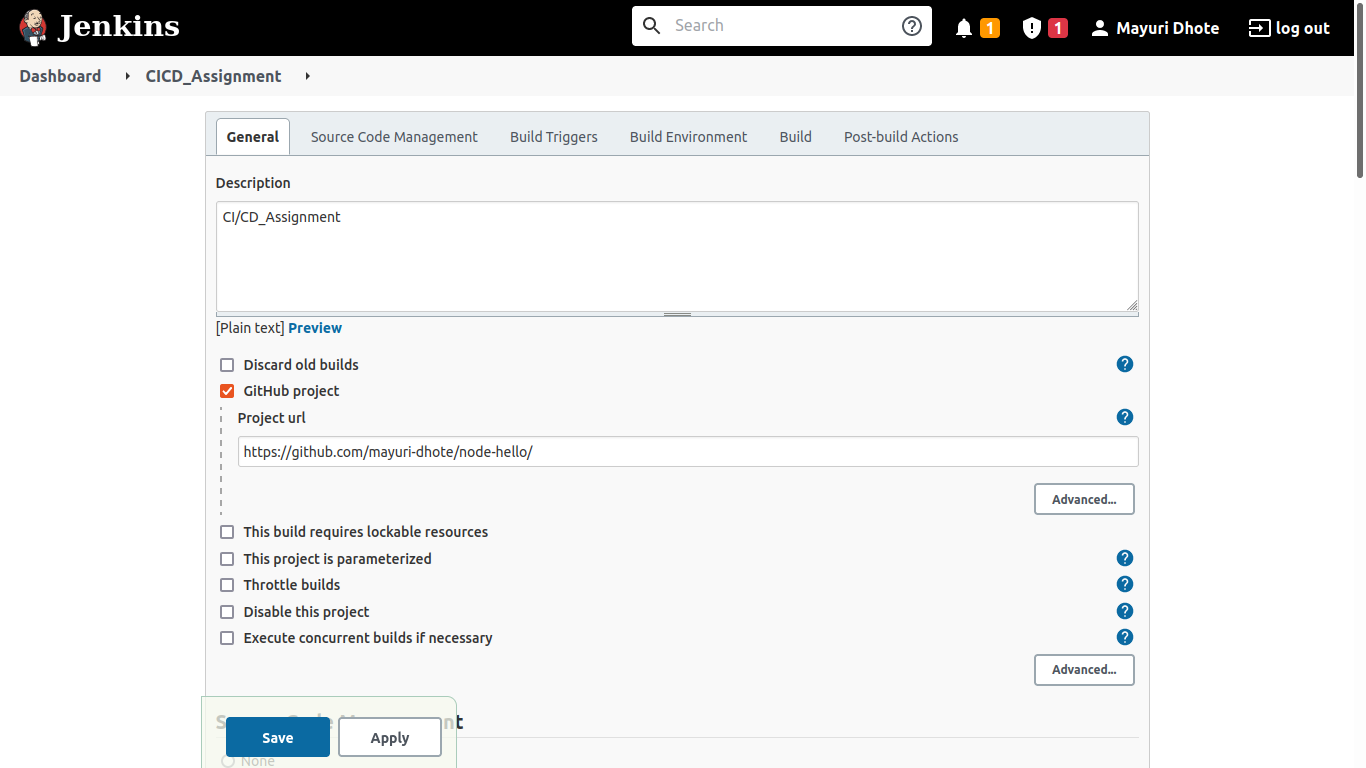 Jenkins
Search
1
1
Mayuri Dhote
log out
Dashboard
CICD_Assignment
General
Source Code Management
Build Triggers
Build Environment
Build
Post-build Actions
Description
CI/CD_Assignment
[Plain text] Preview
Discard old builds
GitHub project
Project url
https://github.com/mayuri-dhote/node-hello/
Advanced...
This build requires lockable resources
This project is parameterized
Throttle builds
Disable this project
Execute concurrent builds if necessary
Advanced...
Source Code Management
Save
Apply
None